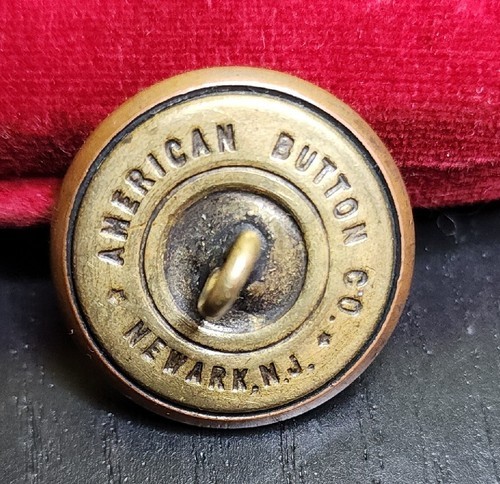 AMERICAN BUTTON CO.
★ NEWARK, N.J. ★